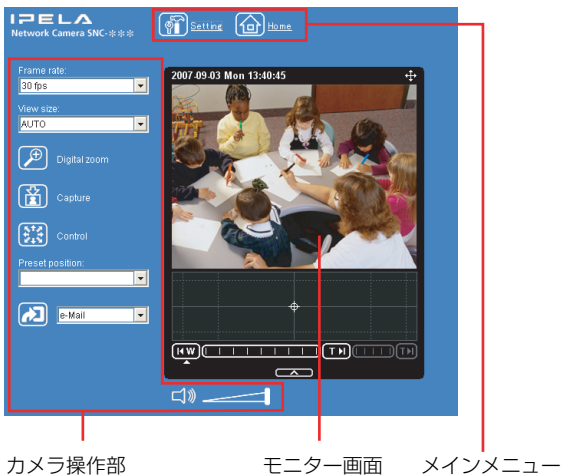 IPELA
Network Camera SNC-***
Setting
Home
Frame rate:
30 fps
View size:
AUTO
Digital zoom
Capture
Control
Preset position:
e-Mail
2007-09-03 Mon 13:40:45
W
T
T
カメラ操作部
モニター画面
メインメニュー